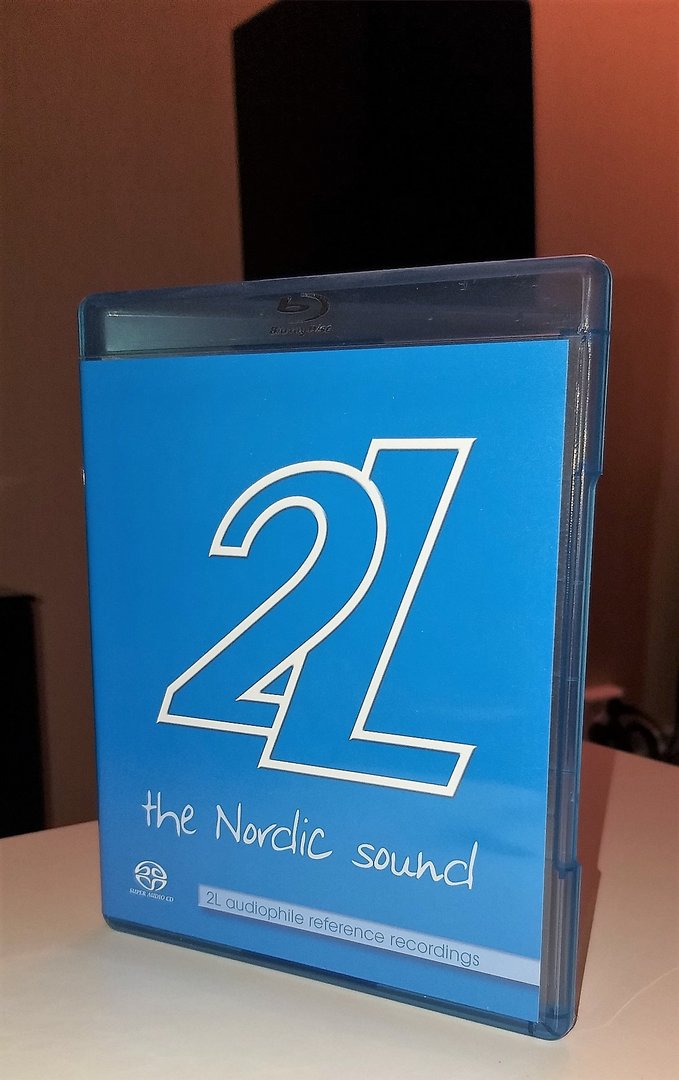 Blu-ray Disc
2L
the Nordic sound
SUPER AUDIO CD
2L audiophile reference recordings